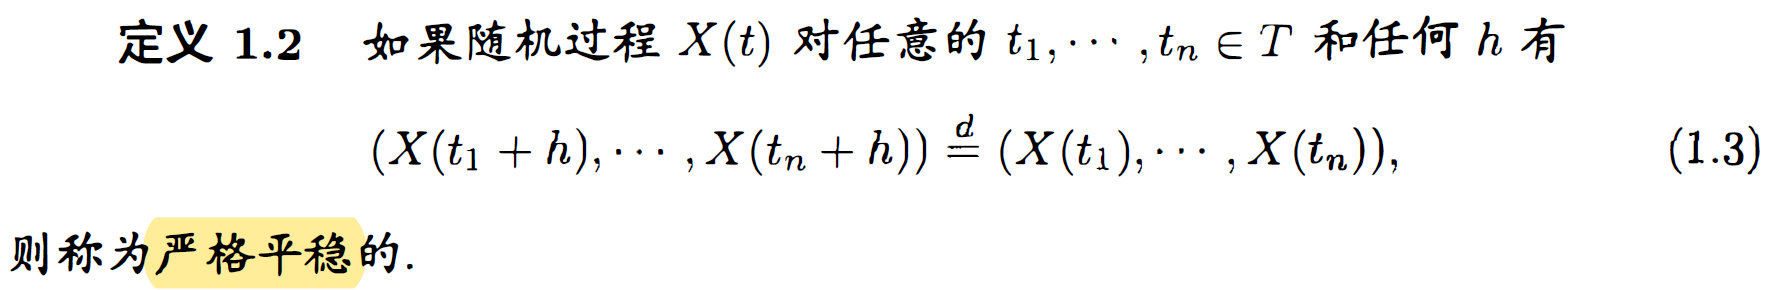 定义 1.2 如果随机过程 X(t) 对任意的 t₁,⋯,tₙ ∈ T 和任何 h 有
(X(t₁ + h),⋯,X(tₙ + h)) =ᵈ (X(t₁),⋯,X(tₙ)), (1.3)
则称为严格平稳的.